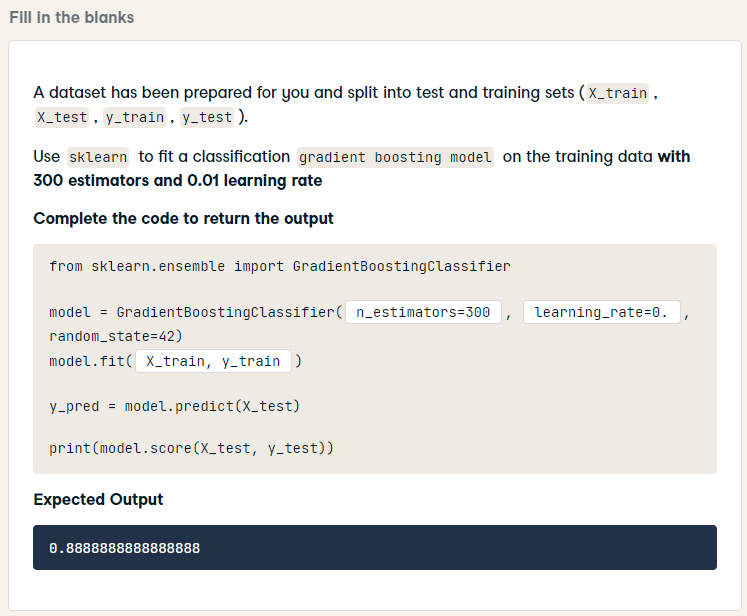 Fill in the blanks
A dataset has been prepared for you and split into test and training sets ( X_train ,
X_test , y_train , y_test ).
Use sklearn to fit a classification gradient boosting model on the training data with
300 estimators and 0.01 learning rate
Complete the code to return the output
from sklearn.ensemble import GradientBoostingClassifier
model = GradientBoostingClassifier( n_estimators=300 , learning_rate=0. ,
random_state=42)
model.fit( X_train, y_train )
y_pred = model.predict(X_test)
print(model.score(X_test, y_test))
Expected Output
0.8888888888888888